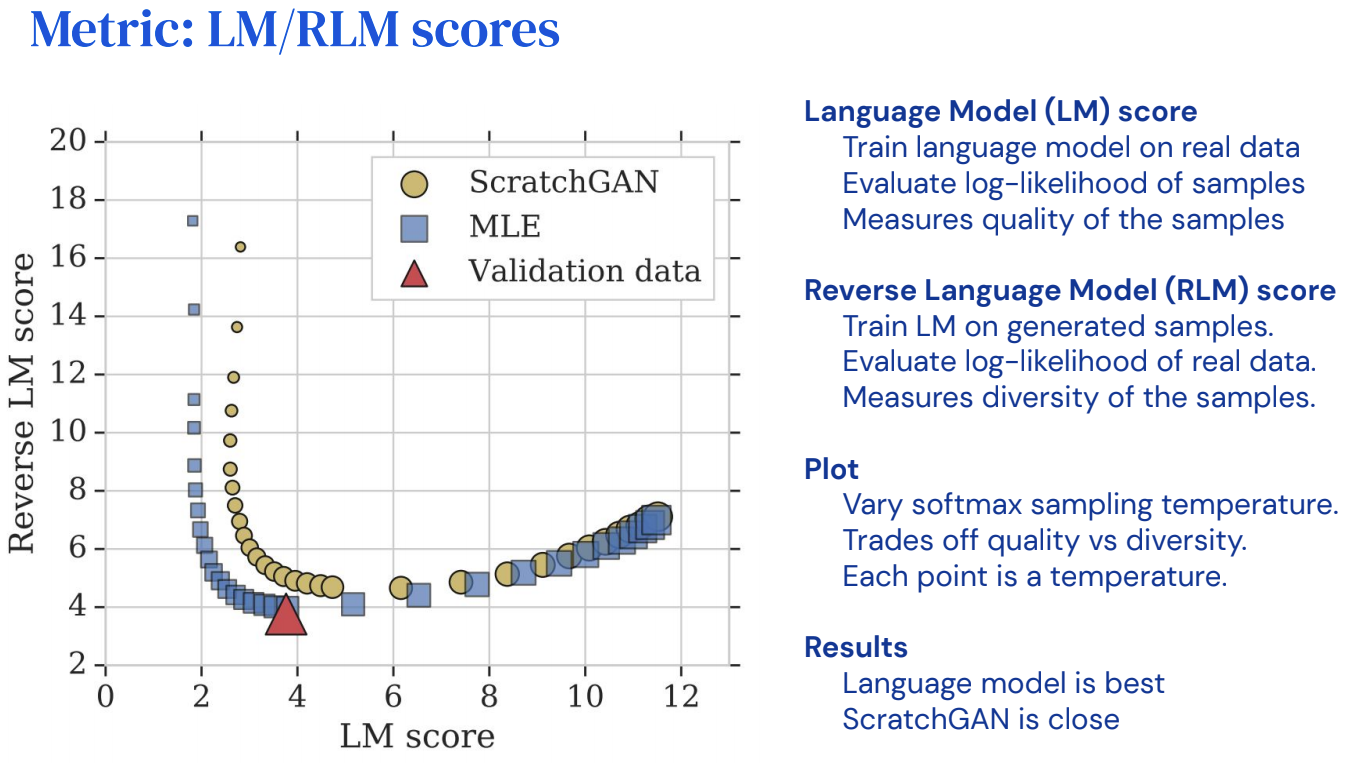 Metric: LM/RLM scores
20
18
16
14
12
10
8
6
4
2
Reverse LM score
0 2 4 6 8 10 12
LM score
ScratchGAN
MLE
Validation data
Language Model (LM) score
Train language model on real data
Evaluate log-likelihood of samples
Measures quality of the samples
Reverse Language Model (RLM) score
Train LM on generated samples.
Evaluate log-likelihood of real data.
Measures diversity of the samples.
Plot
Vary softmax sampling temperature.
Trades off quality vs diversity.
Each point is a temperature.
Results
Language model is best
ScratchGAN is close